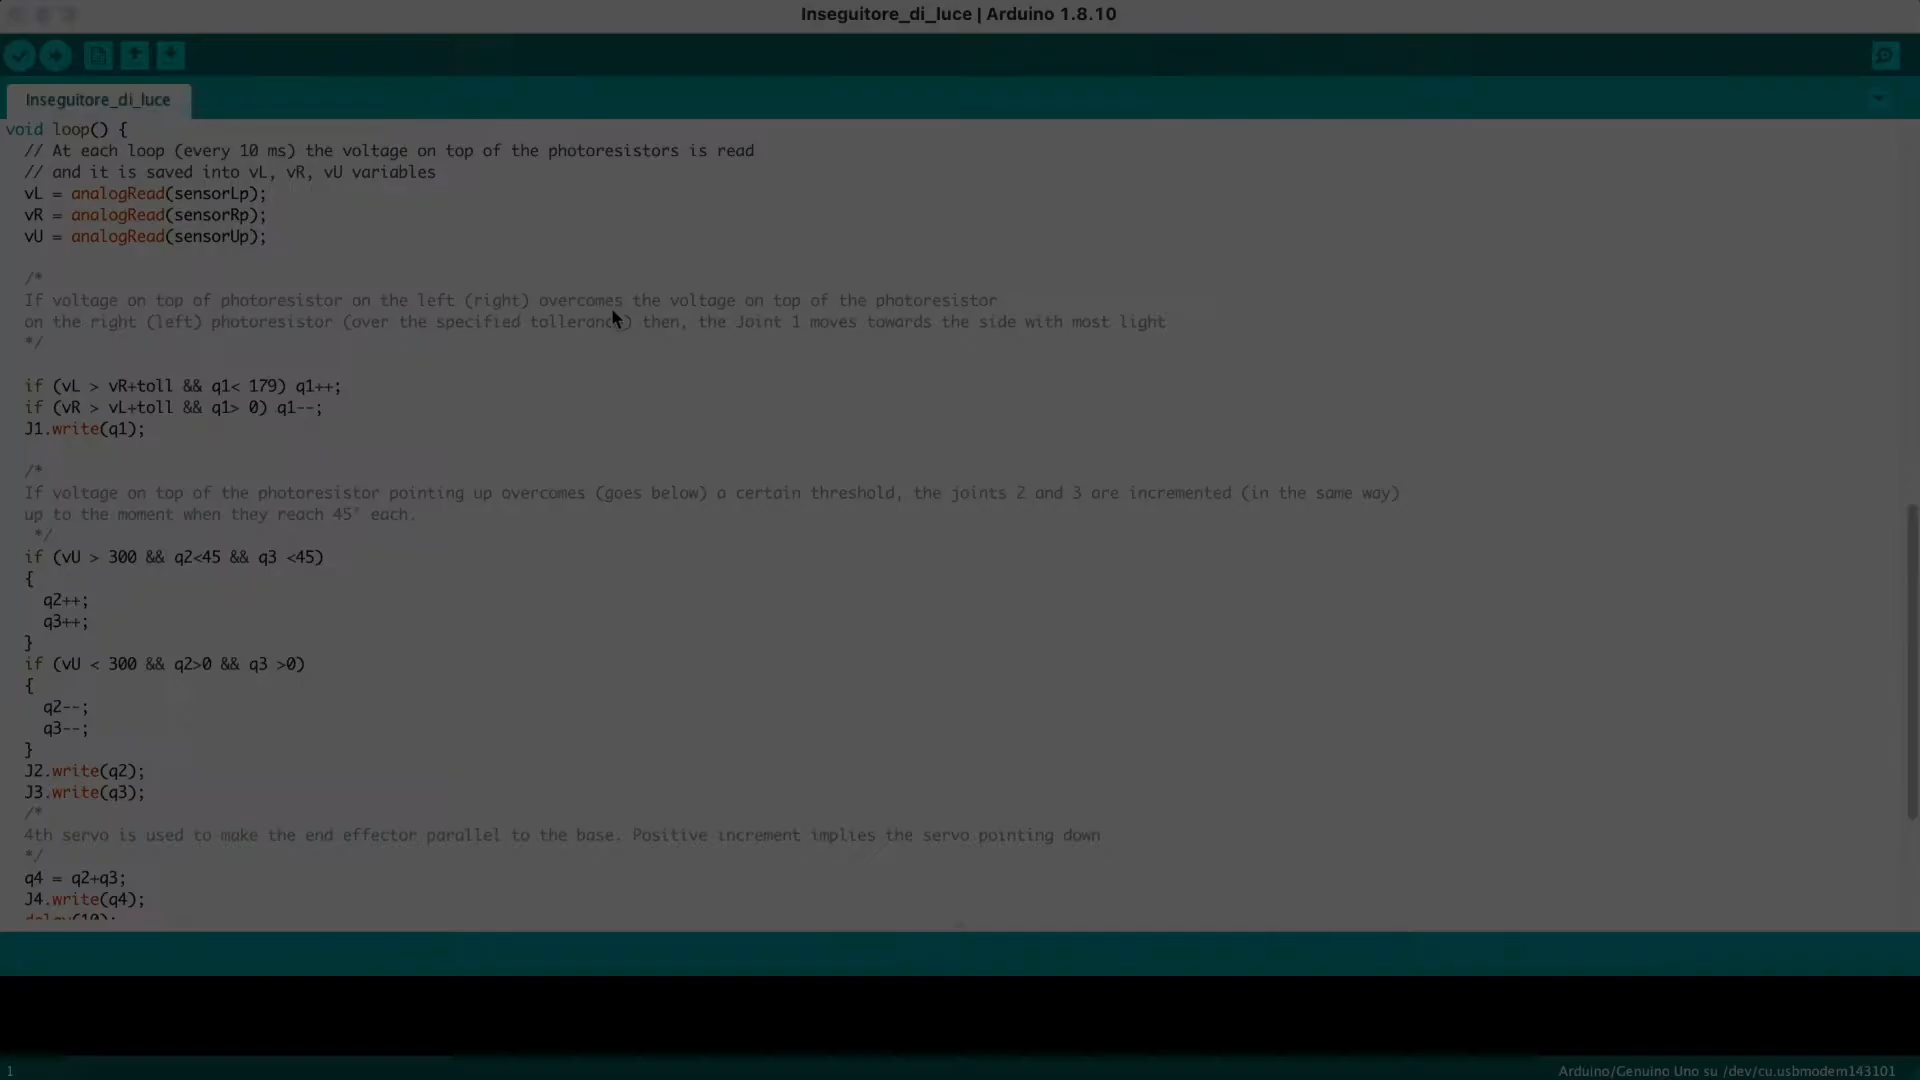 Inseguitore_di_luce | Arduino 1.8.10
Inseguitore_di_luce
void loop() {
// At each loop (every 10 ms) the voltage on top of the photoresistors is read
// and it is saved into vL, vR, vU variables
vL = analogRead(sensorLp);
vR = analogRead(sensorRp);
vU = analogRead(sensorUp);
/*
If voltage on top of photoresistor on the left (right) overcomes the voltage on top of the photoresistor
on the right (left) photoresistor (over the specified tollerance) then, the Joint 1 moves towards the side with most light
*/
if (vL > vR+toll && q1< 179) q1++;
if (vR > vL+toll && q1> 0) q1--;
J1.write(q1);
/*
If voltage on top of the photoresistor pointing up overcomes (goes below) a certain threshold, the joints 2 and 3 are incremented (in the same way)
up to the moment when they reach 45° each.
*/
if (vU > 300 && q2<45 && q3 <45)
{
q2++;
q3++;
}
if (vU < 300 && q2>0 && q3 >0)
{
q2--;
q3--;
}
J2.write(q2);
J3.write(q3);
/*
4th servo is used to make the end effector parallel to the base. Positive increment implies the servo pointing down
*/
q4 = q2+q3;
J4.write(q4);
delay(10);
1
Arduino/Genuino Uno su /dev/cu.usbmodem143101